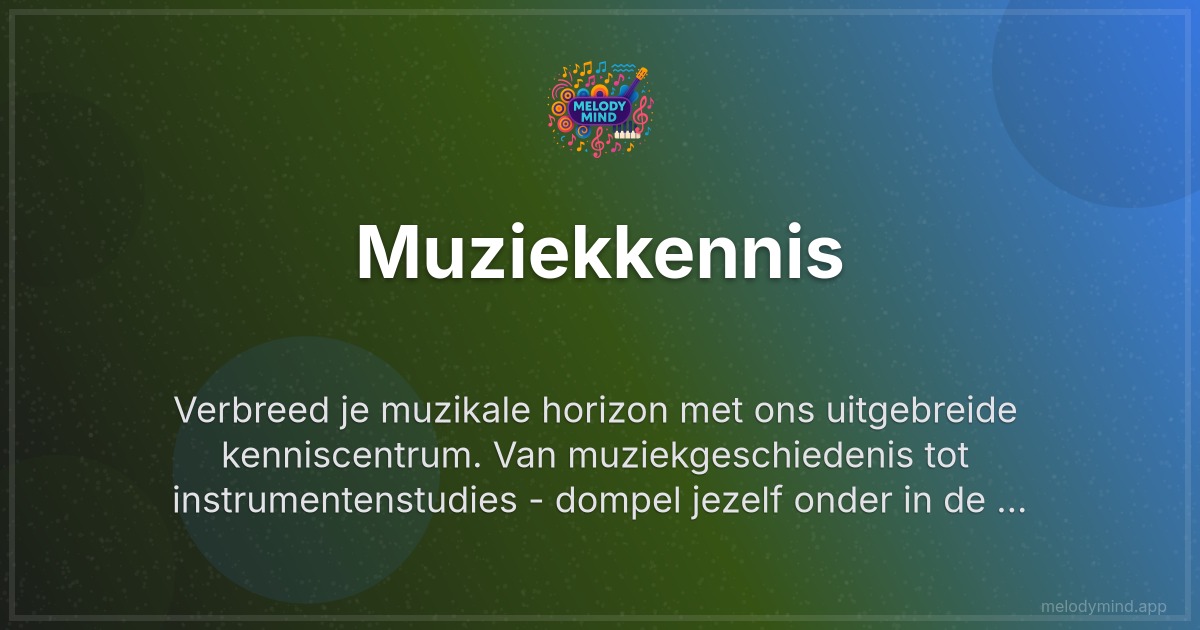 MELODY
MIND
Muziekkennis
Verbreed je muzikale horizon met ons uitgebreide
kenniscentrum. Van muziekgeschiedenis tot
instrumentenstudies - dompel jezelf onder in de ...
melodymind.app